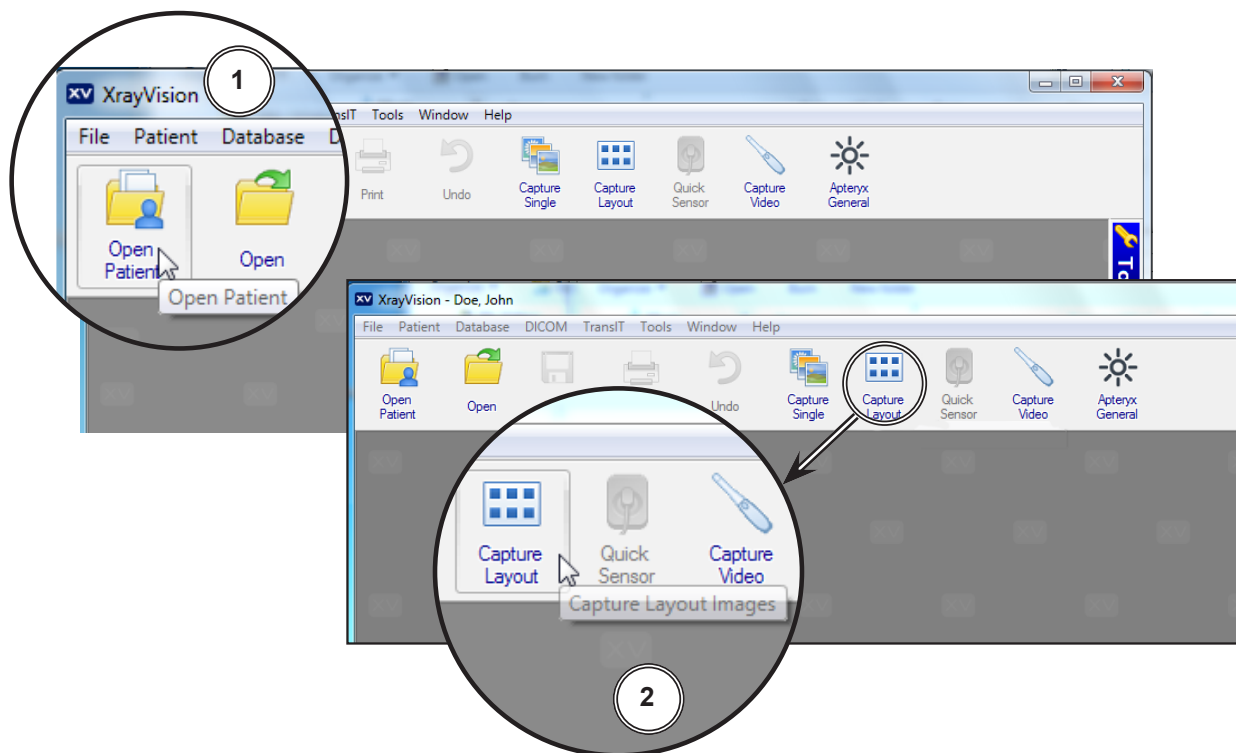 1
XV XrayVision
File Patient Database D
nsIT Tools Window Help
Open
Patient
Open
Print
Undo
Capture
Single
Capture
Layout
Quick
Sensor
Capture
Video
Apteryx
General
Open Patient
To
XV XrayVision - Doe, John
File Patient Database DICOM TransIT Tools Window Help
Open
Patient
Open
Undo
Capture
Single
Capture
Layout
Quick
Sensor
Capture
Video
Apteryx
General
Capture
Layout
Quick
Sensor
Capture
Video
Capture Layout Images
2